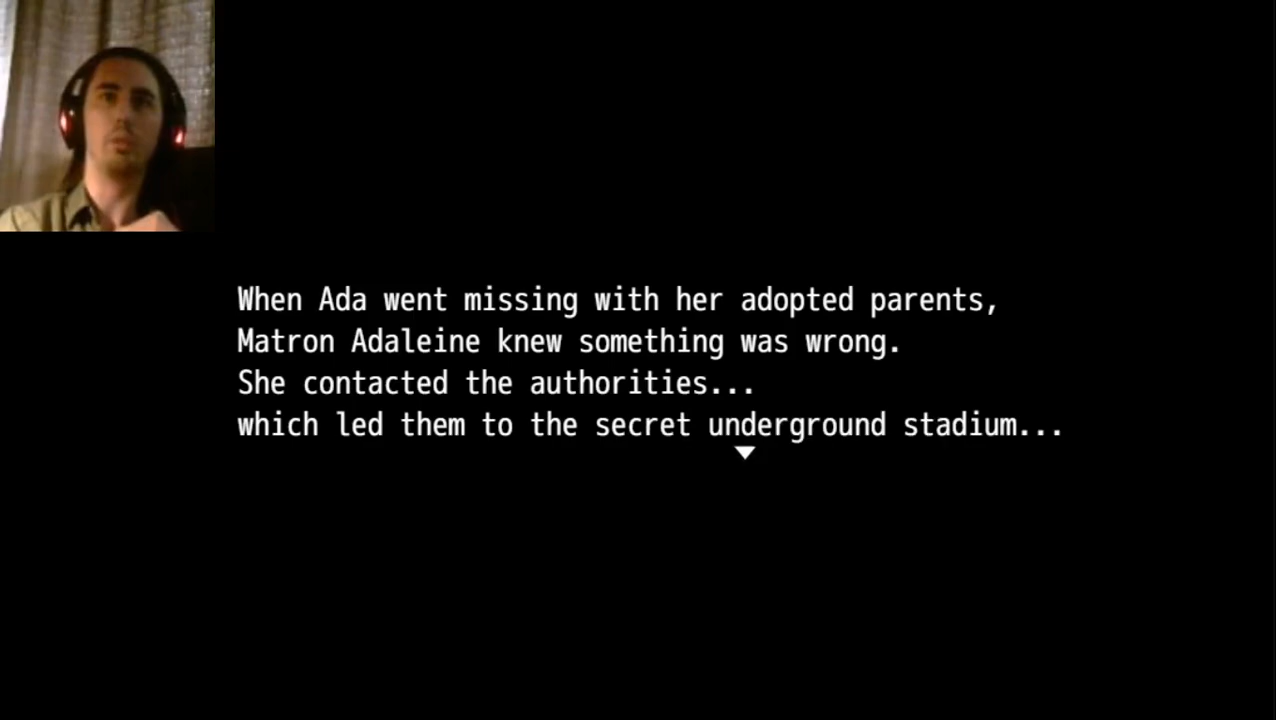 When Ada went missing with her adopted parents,
Matron Adaleine knew something was wrong.
She contacted the authorities...
which led them to the secret underground stadium...